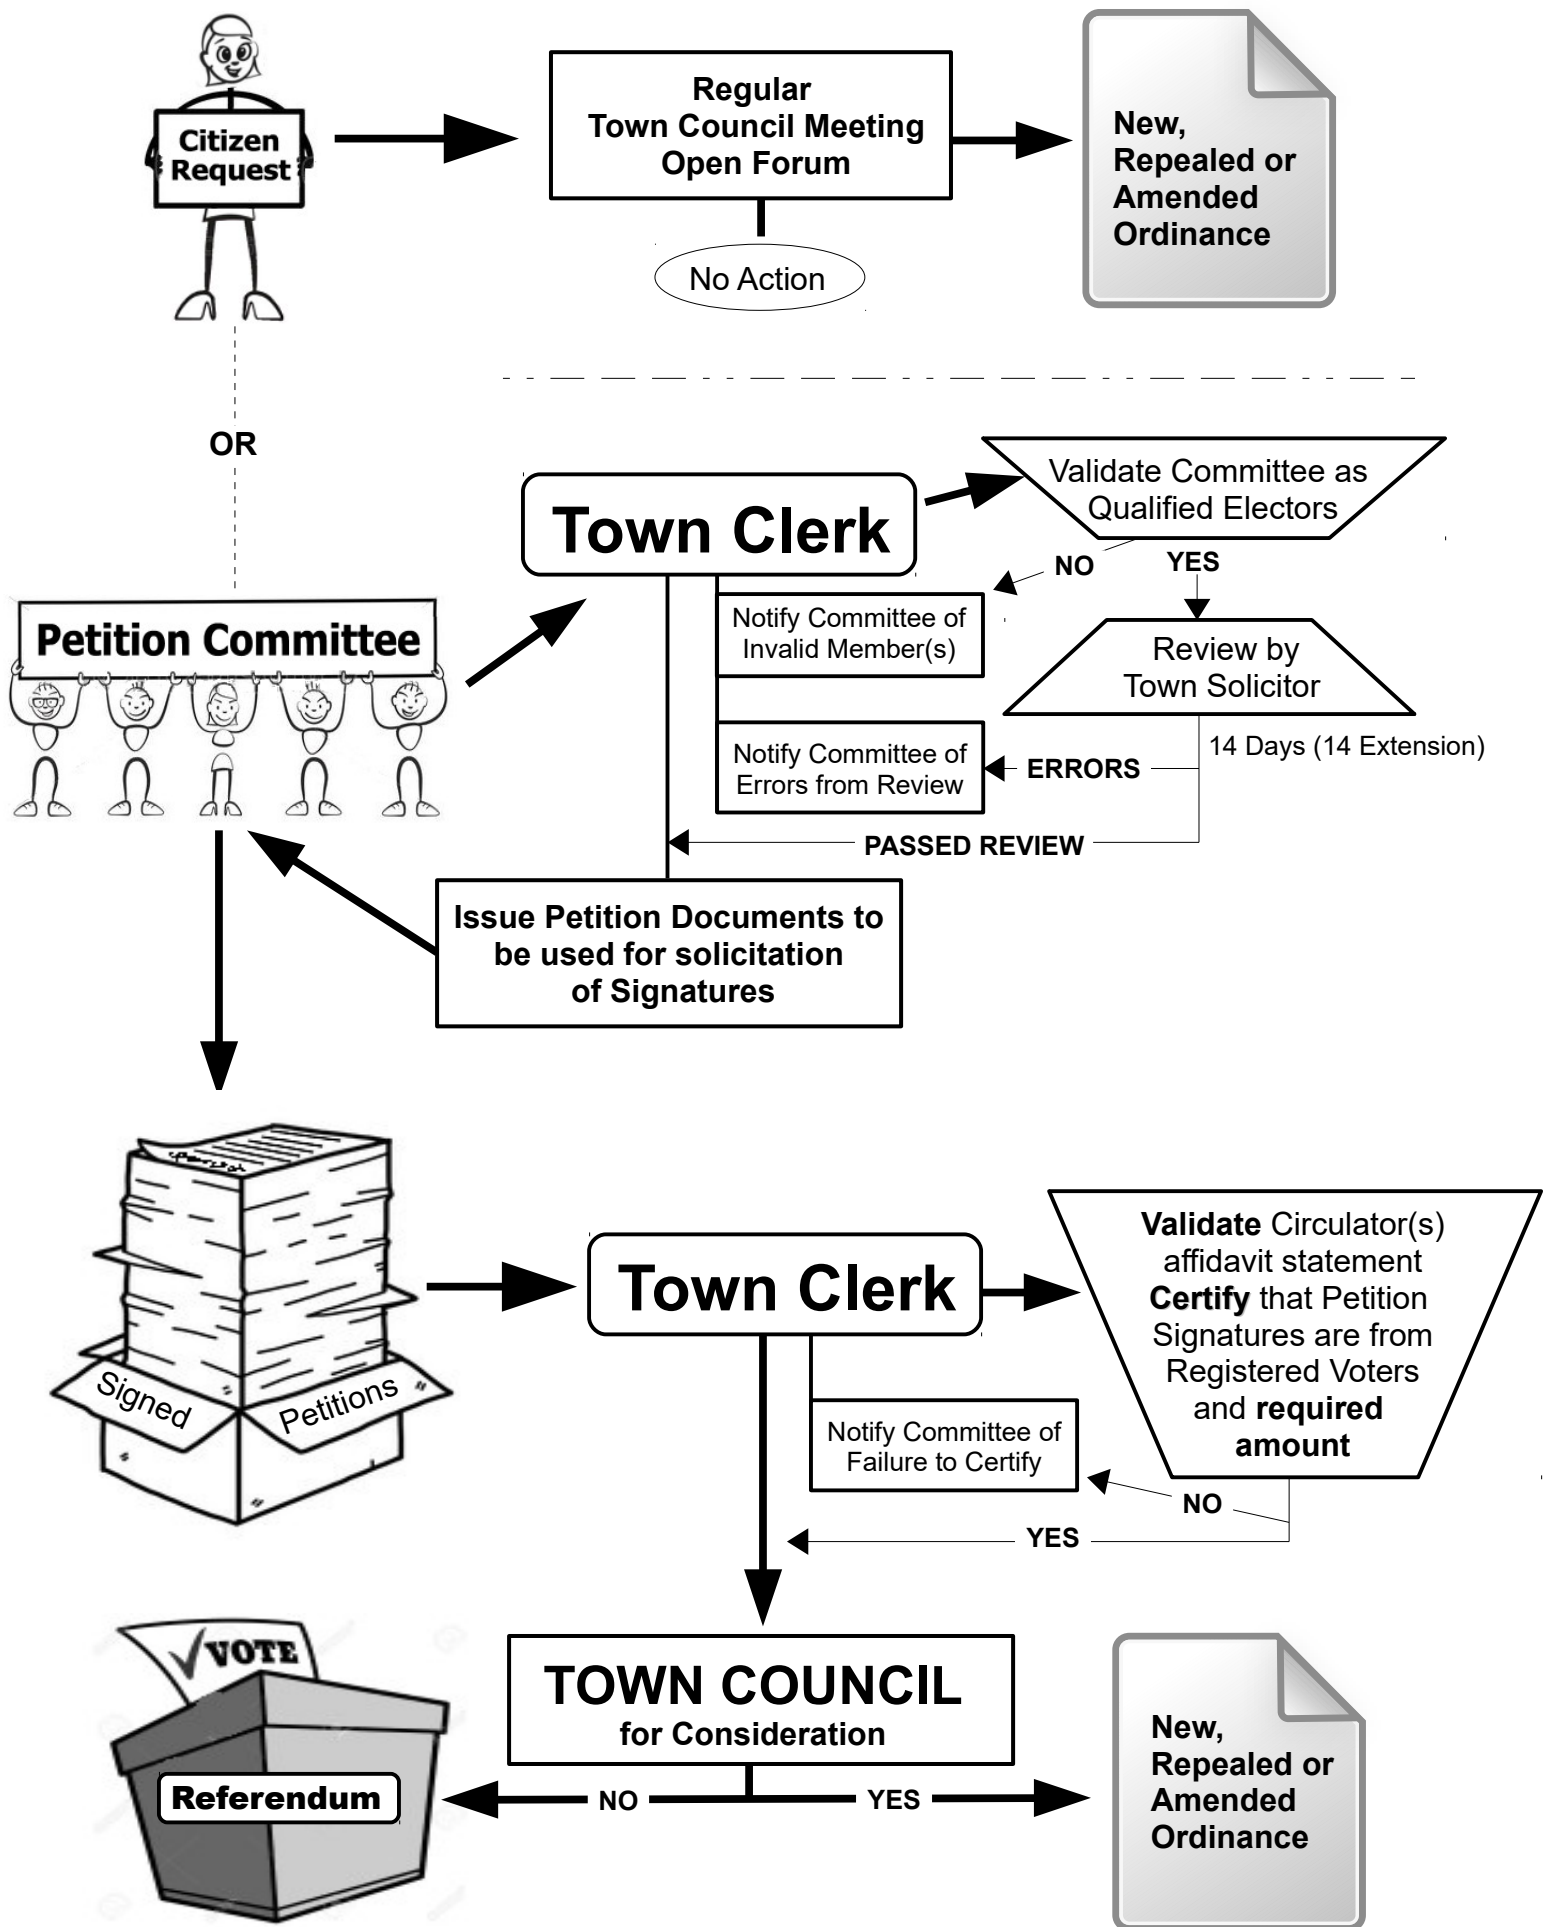 Citizen
Request
Regular
Town Council Meeting
Open Forum
No Action
New,
Repealed or
Amended
Ordinance
OR
Petition Committee
Town Clerk
Validate Committee as
Qualified Electors
NO
YES
Notify Committee of
Invalid Member(s)
Review by
Town Solicitor
14 Days (14 Extension)
Notify Committee of
Errors from Review
ERRORS
PASSED REVIEW
Issue Petition Documents to
be used for solicitation
of Signatures
Signed
Petitions
Town Clerk
Validate Circulator(s)
affidavit statement
Certify that Petition
Signatures are from
Registered Voters
and required
amount
Notify Committee of
Failure to Certify
NO
YES
VOTE
Referendum
TOWN COUNCIL
for Consideration
NO
YES
New,
Repealed or
Amended
Ordinance